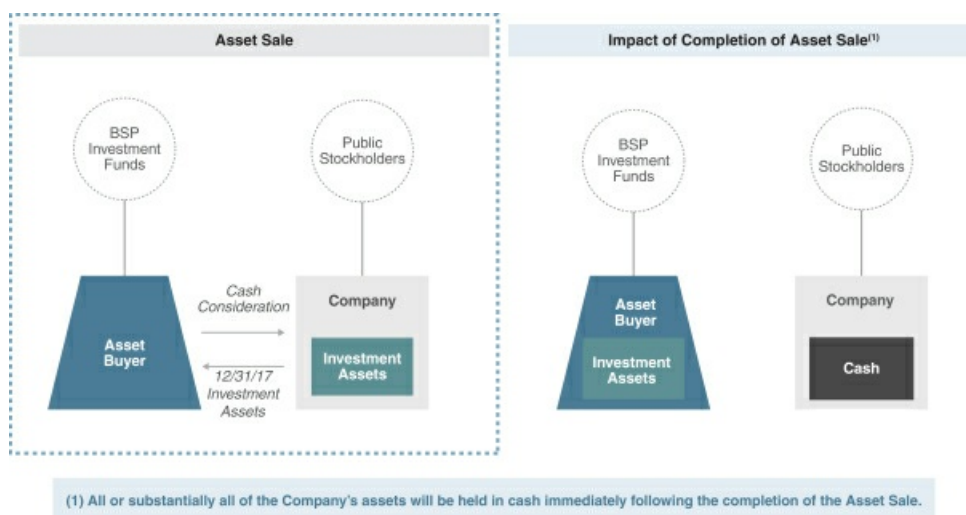 Asset Sale
BSP
Investment
Funds
Public
Stockholders
Asset
Buyer
Cash
Consideration
12/31/17
Investment
Assets
Company
Investment
Assets
Impact of Completion of Asset Sale(1)
BSP
Investment
Funds
Public
Stockholders
Asset
Buyer
Investment
Assets
Company
Cash
(1) All or substantially all of the Company's assets will be held in cash immediately following the completion of the Asset Sale.